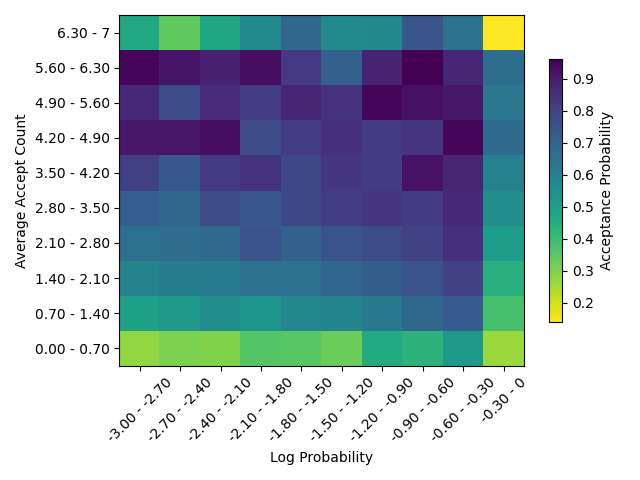 6.30 - 7
5.60 - 6.30
4.90 - 5.60
4.20 - 4.90
3.50 - 4.20
2.80 - 3.50
2.10 - 2.80
1.40 - 2.10
0.70 - 1.40
0.00 - 0.70
Average Accept Count
-3.00 - -2.70
-2.70 - -2.40
-2.40 - -2.10
-2.10 - -1.80
-1.80 - -1.50
-1.50 - -1.20
-1.20 - -0.90
-0.90 - -0.60
-0.60 - -0.30
-0.30 - 0
Log Probability
0.9
0.8
0.7
0.6
0.5
0.4
0.3
0.2
Acceptance Probability